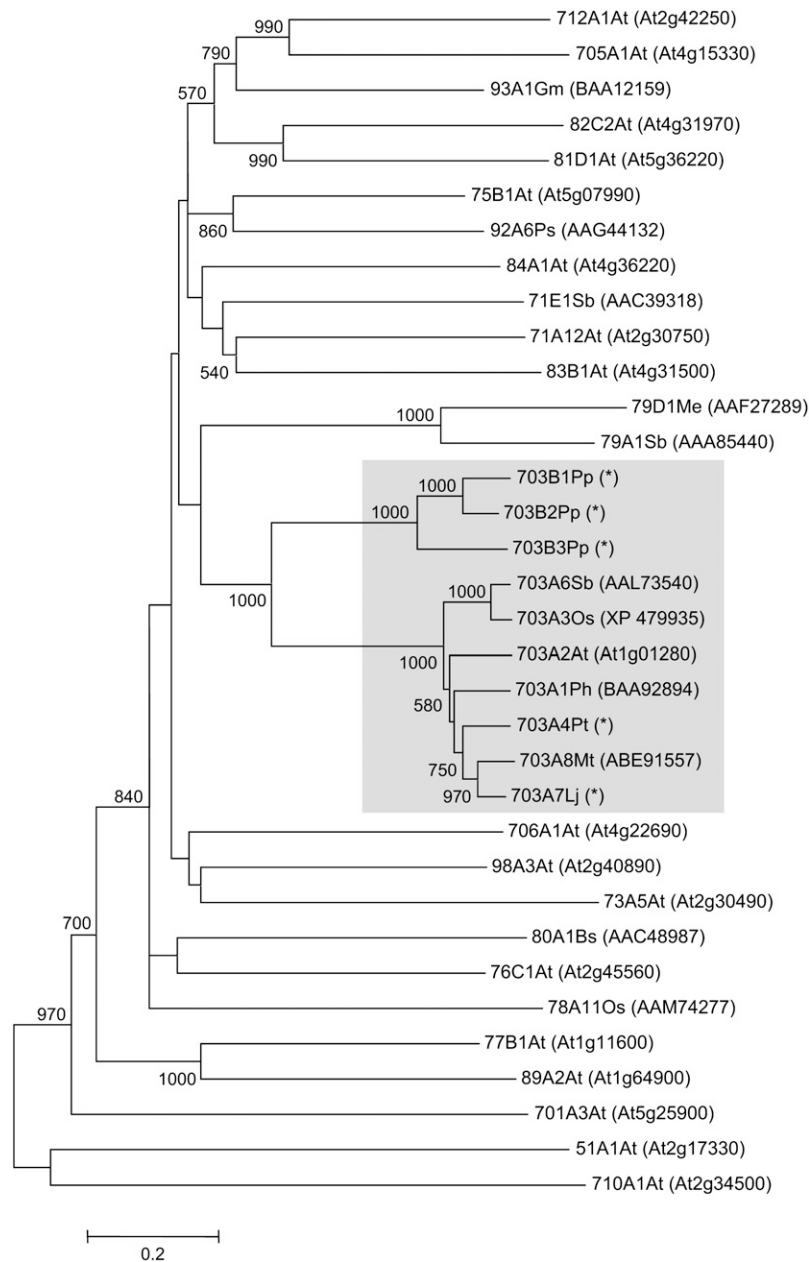 990
712A1At (At2g42250)
790
705A1At (At4g15330)
570
93A1Gm (BAA12159)
82C2At (At4g31970)
990
81D1At (At5g36220)
75B1At (At5g07990)
860
92A6Ps (AAG44132)
84A1At (At4g36220)
71E1Sb (AAC39318)
71A12At (At2g30750)
540
83B1At (At4g31500)
79D1Me (AAF27289)
1000
79A1Sb (AAA85440)
703B1Pp (*)
1000
1000
703B2Pp (*)
703B3Pp (*)
703A6Sb (AAL73540)
1000
1000
703A3Os (XP 479935)
703A2At (At1g01280)
1000
703A1Ph (BAA92894)
580
703A4Pt (*)
703A8Mt (ABE91557)
750
970
703A7Lj (*)
840
706A1At (At4g22690)
98A3At (At2g40890)
73A5At (At2g30490)
700
80A1Bs (AAC48987)
76C1At (At2g45560)
970
78A11Os (AAM74277)
77B1At (At1g11600)
1000
89A2At (At1g64900)
701A3At (At5g25900)
51A1At (At2g17330)
710A1At (At2g34500)
0.2